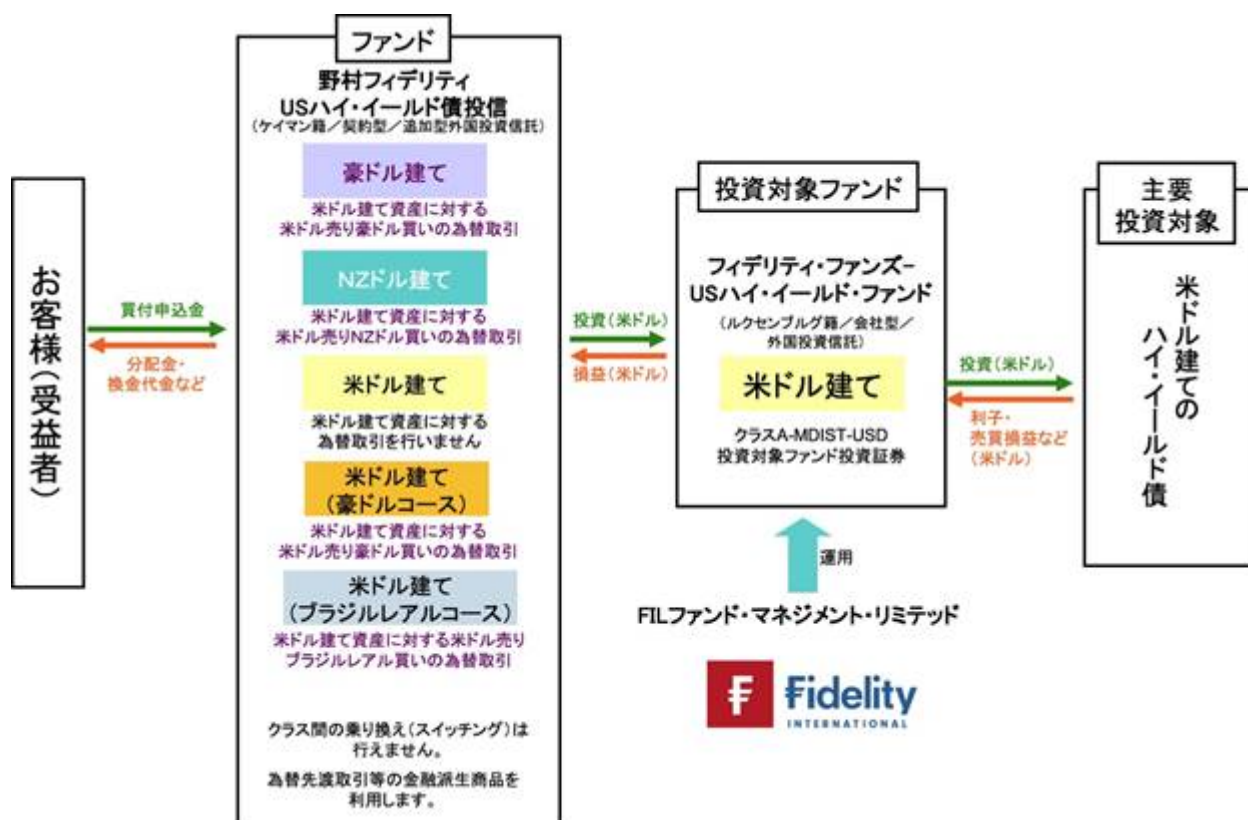 お客様(受益者)
買付申込金
分配金・
換金代金など
ファンド
野村フィデリティ
USハイ・イールド債投信
(ケイマン籍/契約型/追加型外国投資信託)
豪ドル建て
米ドル建て資産に対する
米ドル売り豪ドル買いの為替取引
NZドル建て
米ドル建て資産に対する
米ドル売りNZドル買いの為替取引
米ドル建て
米ドル建て資産に対する
為替取引を行いません
米ドル建て
(豪ドルコース)
米ドル建て資産に対する
米ドル売り豪ドル買いの為替取引
米ドル建て
(ブラジルレアルコース)
米ドル建て資産に対する米ドル売り
ブラジルレアル買いの為替取引
クラス間の乗り換え(スイッチング)は
行えません。
為替先渡取引等の金融派生商品を
利用します。
投資(米ドル)
損益(米ドル)
投資対象ファンド
フィデリティ・ファンズ−
USハイ・イールド・ファンド
(ルクセンブルグ籍/会社型/
外国投資信託)
米ドル建て
クラスA-MDIST-USD
投資対象ファンド投資証券
運用
FILファンド・マネジメント・リミテッド
Fidelity
INTERNATIONAL
投資(米ドル)
利子・
売買損益など
(米ドル)
主要
投資対象
米ドル建ての
ハイ・イールド債